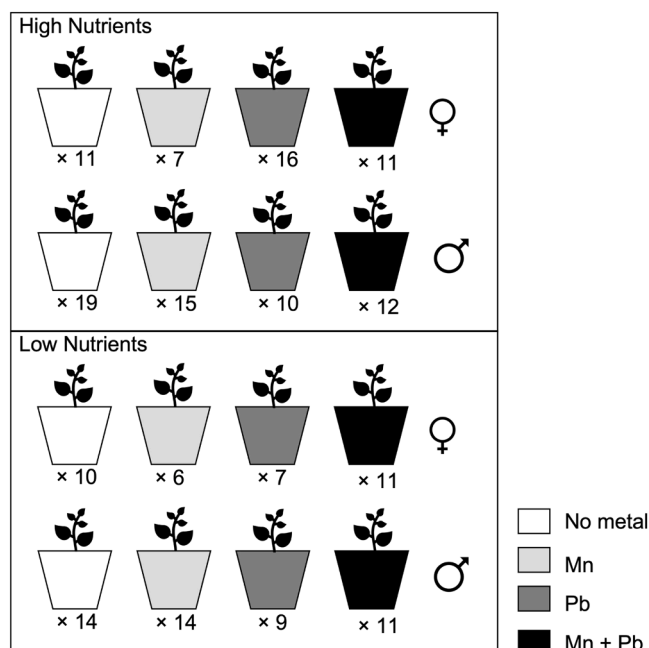 High Nutrients
× 11 × 7 × 16 × 11
× 19 × 15 × 10 × 12
Low Nutrients
× 10 × 6 × 7 × 11
× 14 × 14 × 9 × 11
No metal
Mn
Pb
Mn + Pb